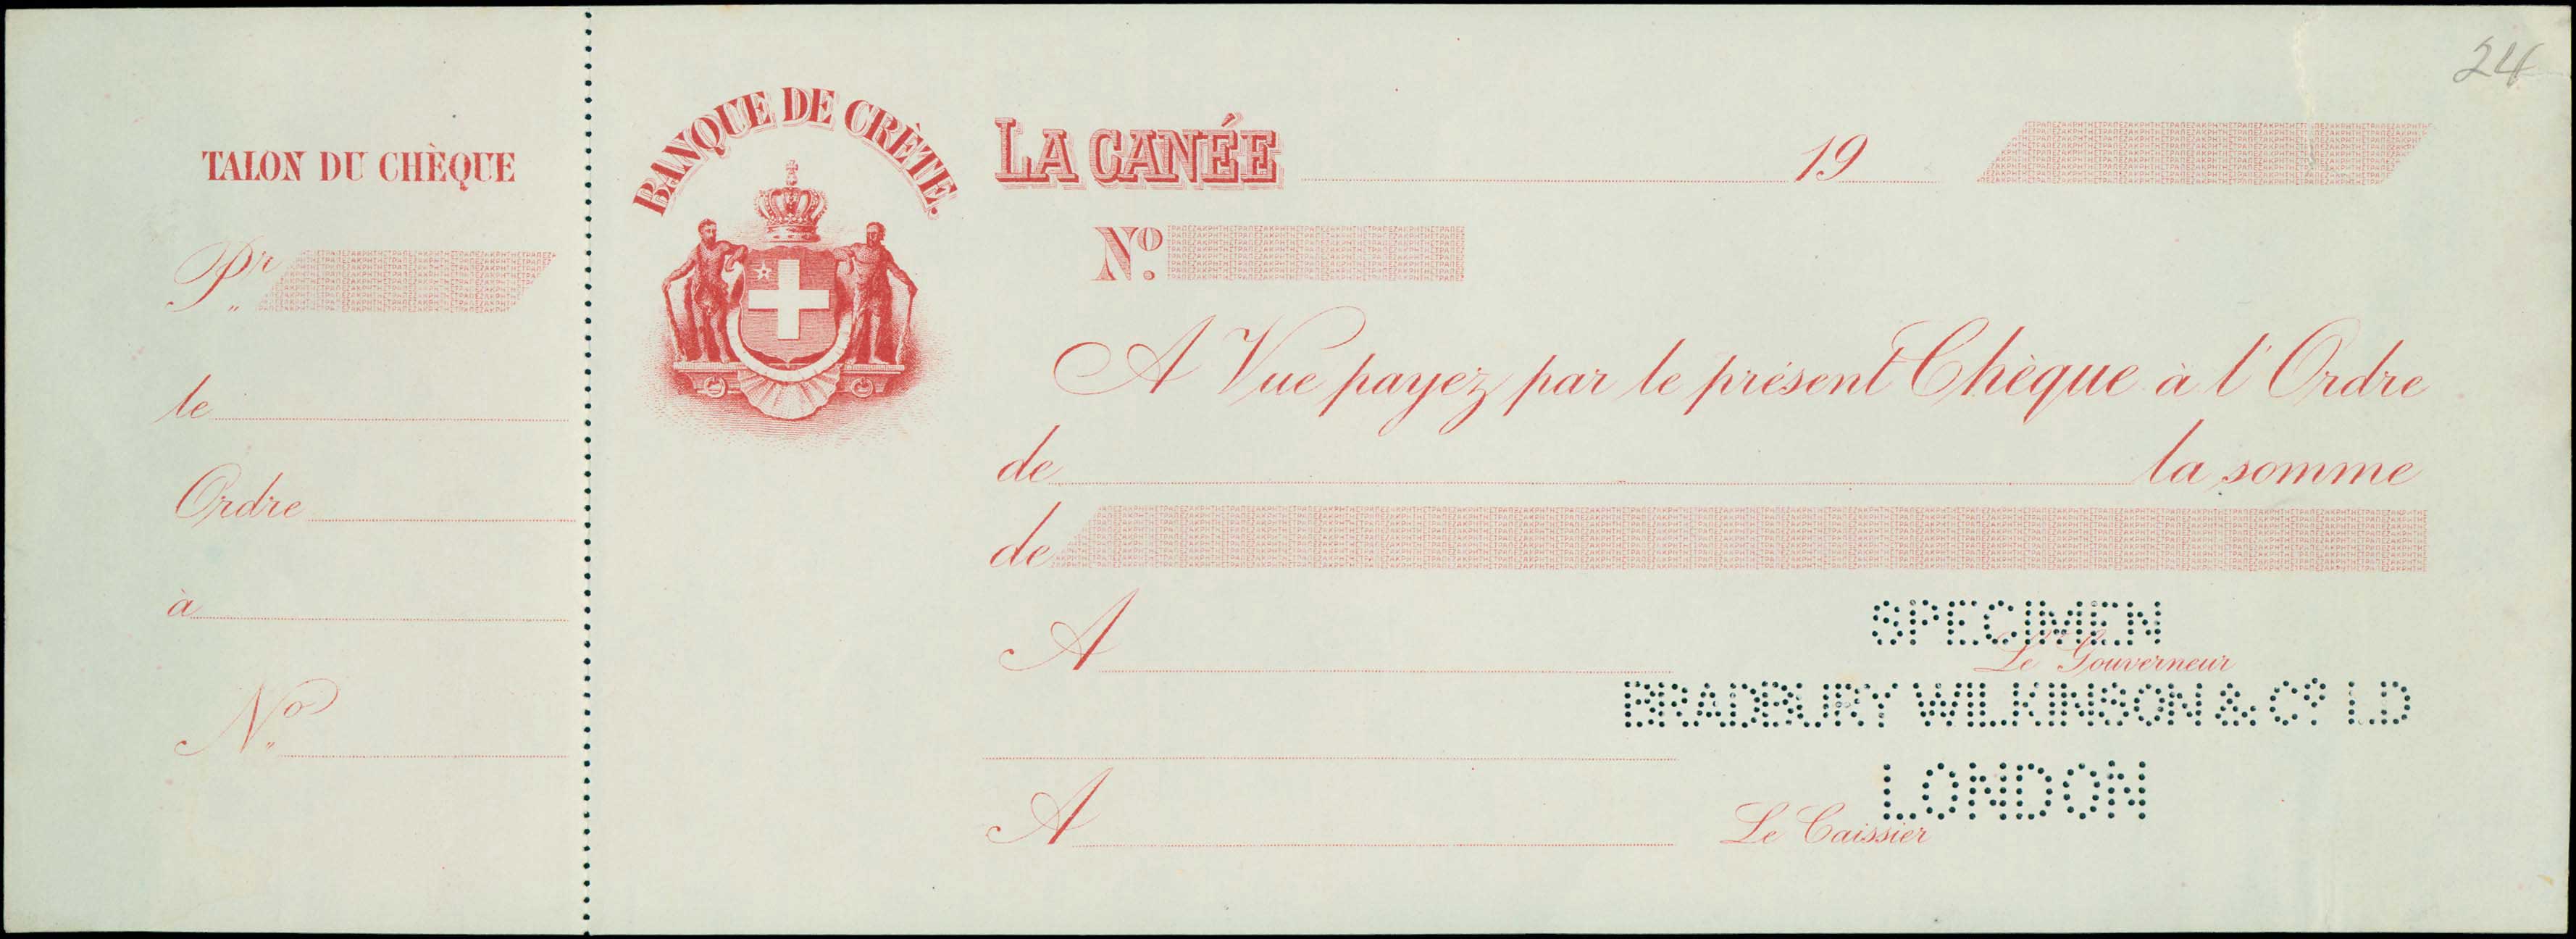 24
TALON DU CHÈQUE
Pr
le
Ordre
à
No
BANQUE DE CRÈTE.
LA CANÉE 19
No.
A Vue payez par le présent Chèque à l'Ordre
de la somme
de
A
SPECIMEN
Le Gouverneur
BRADBURY WILKINSON & Co LD
LONDON
A
Le Caissier